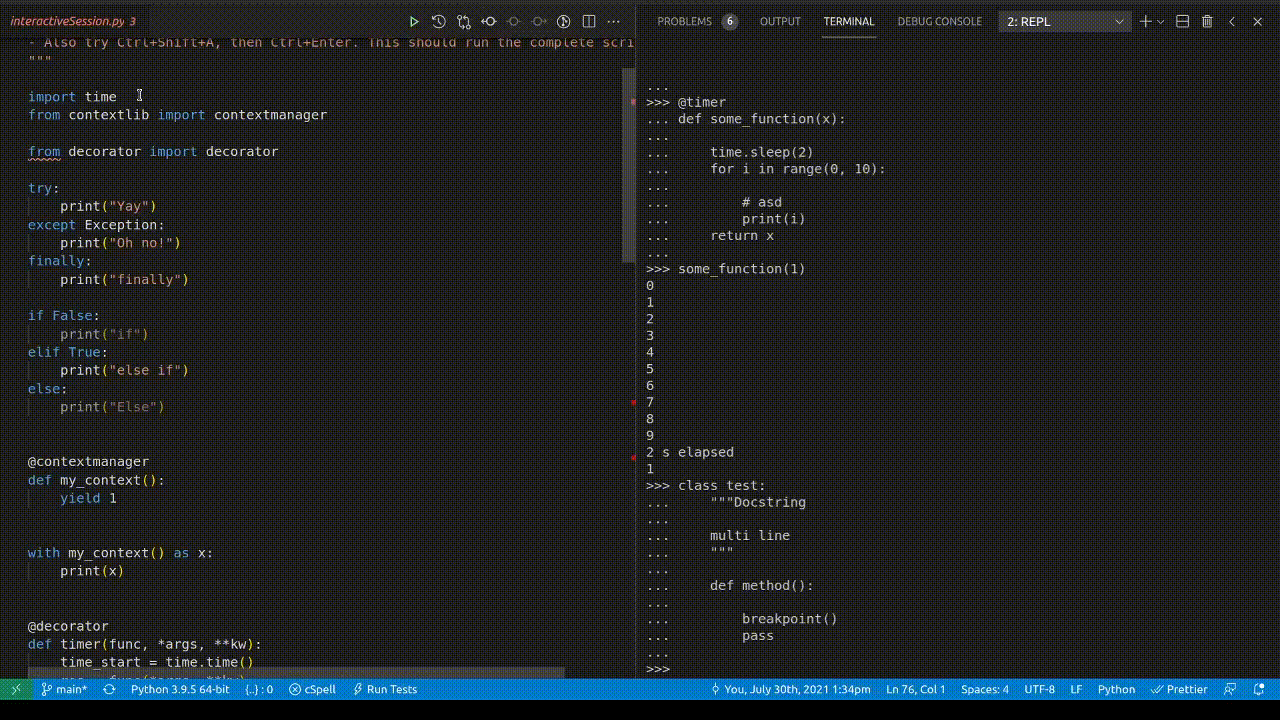 interactiveSession.py 3
- Also try Ctrl+Shift+A, then Ctrl+Enter. This should run the complete scri
"""
import time
from contextlib import contextmanager
from decorator import decorator
try:
    print("Yay")
except Exception:
    print("Oh no!")
finally:
    print("finally")
if False:
    print("if")
elif True:
    print("else if")
else:
    print("Else")
@contextmanager
def my_context():
    yield 1
with my_context() as x:
    print(x)
@decorator
def timer(func, *args, **kw):
    time_start = time.time()
PROBLEMS 6 OUTPUT TERMINAL DEBUG CONSOLE 2: REPL
...
>>> @timer
... def some_function(x):
...
...     time.sleep(2)
...     for i in range(0, 10):
...
...         # asd
...         print(i)
...     return x
...
>>> some_function(1)
0
1
2
3
4
5
6
7
8
9
2 s elapsed
1
>>> class test:
...     """Docstring
...
...     multi line
...     """
...
...     def method():
...
...         breakpoint()
...         pass
...
>>>
main* Python 3.9.5 64-bit {..} : 0 cSpell Run Tests You, July 30th, 2021 1:34pm Ln 76, Col 1 Spaces: 4 UTF-8 LF Python Prettier